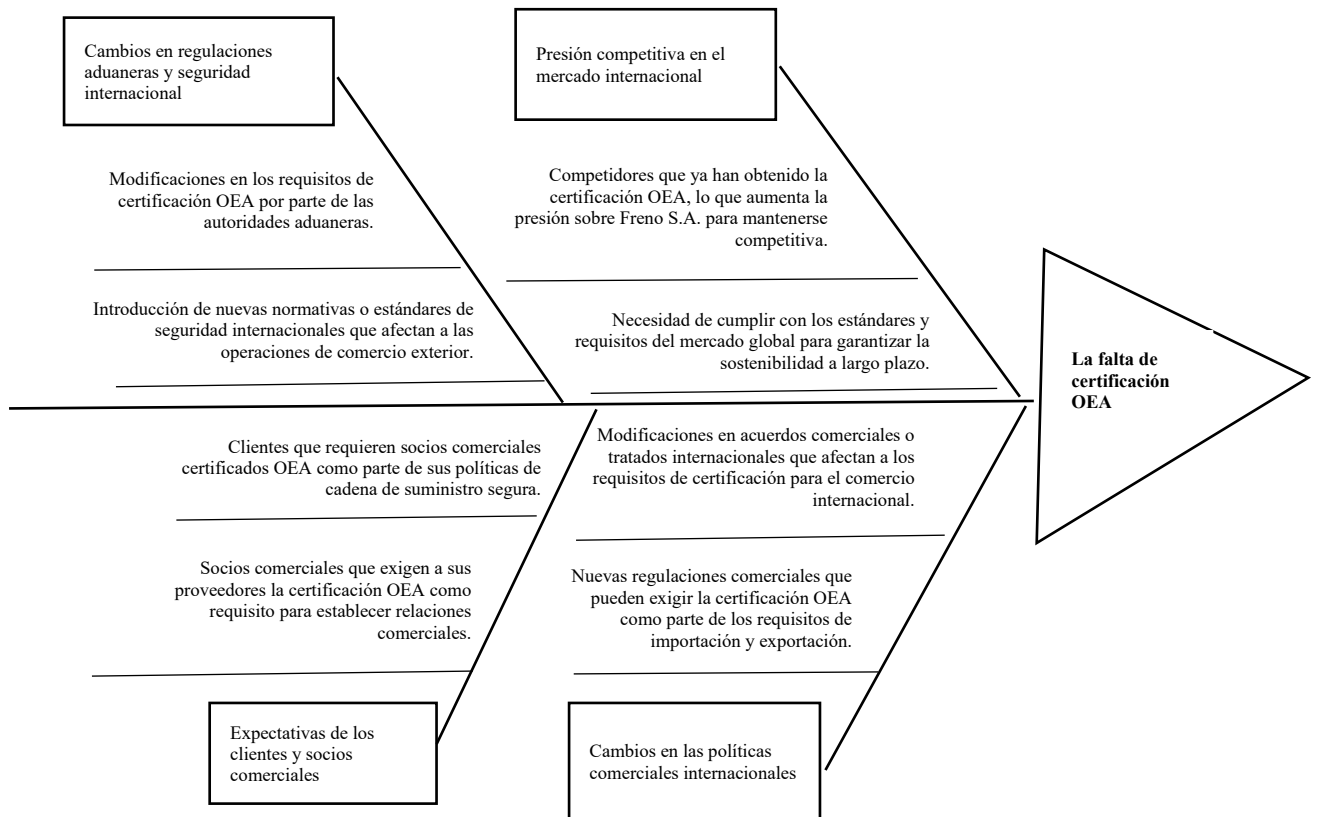 Cambios en regulaciones
aduaneras y seguridad
internacional
Presión competitiva en el
mercado internacional
Modificaciones en los requisitos de
certificación OEA por parte de las
autoridades aduaneras.
Competidores que ya han obtenido la
certificación OEA, lo que aumenta la
presión sobre Freno S.A. para mantenerse
competitiva.
Introducción de nuevas normativas o estándares de
seguridad internacionales que afectan a las
operaciones de comercio exterior.
Necesidad de cumplir con los estándares y
requisitos del mercado global para garantizar la
sostenibilidad a largo plazo.
La falta de
certificación
OEA
Clientes que requieren socios comerciales
certificados OEA como parte de sus políticas de
cadena de suministro segura.
Modificaciones en acuerdos comerciales o
tratados internacionales que afectan a los
requisitos de certificación para el comercio
internacional.
Socios comerciales que exigen a sus
proveedores la certificación OEA como
requisito para establecer relaciones
comerciales.
Nuevas regulaciones comerciales que
pueden exigir la certificación OEA
como parte de los requisitos de
importación y exportación.
Expectativas de los
clientes y socios
comerciales
Cambios en las políticas
comerciales internacionales